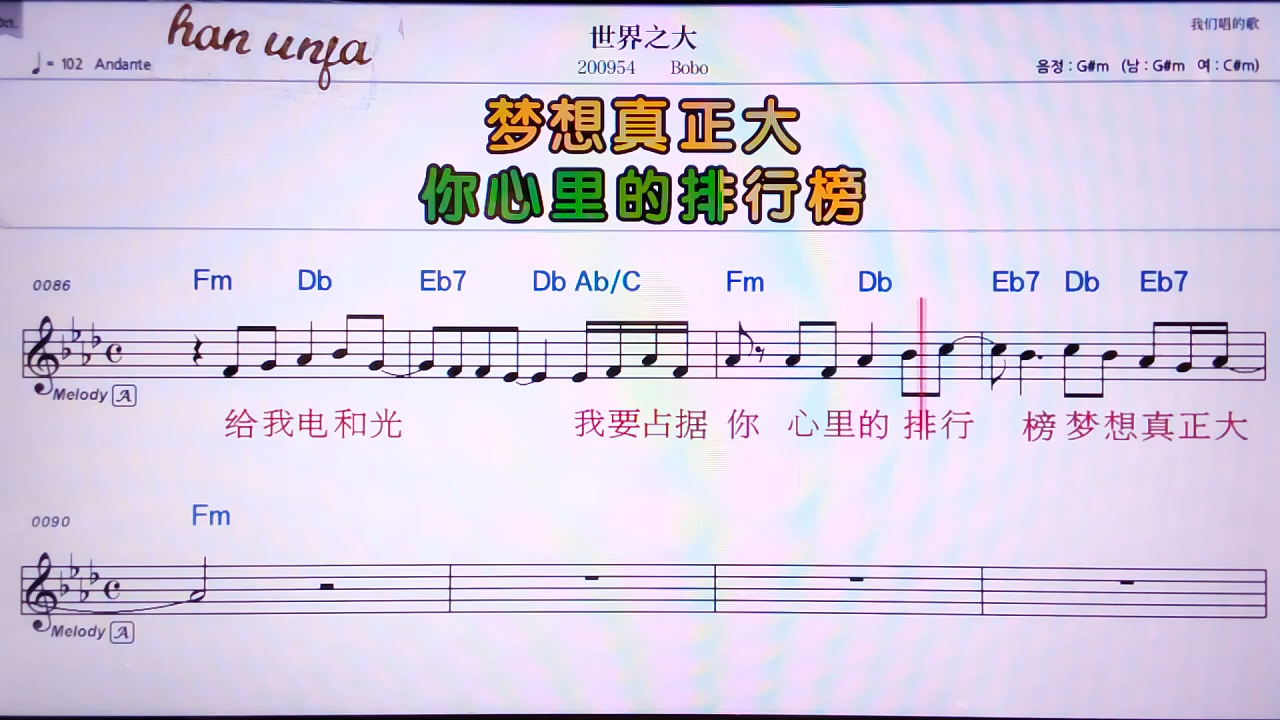 han unfa
世界之大
我们唱的歌
= 102 Andante
200954 Bobo
음정 : G#m (남 : G#m 여 : C#m)
梦想真正大
你心里的排行榜
0086 Fm Db Eb7 Db Ab/C Fm Db Eb7 Db Eb7
Melody A
给我电和光 我要占据 你 心里的 排行 榜 梦想真正大
0090 Fm
Melody A